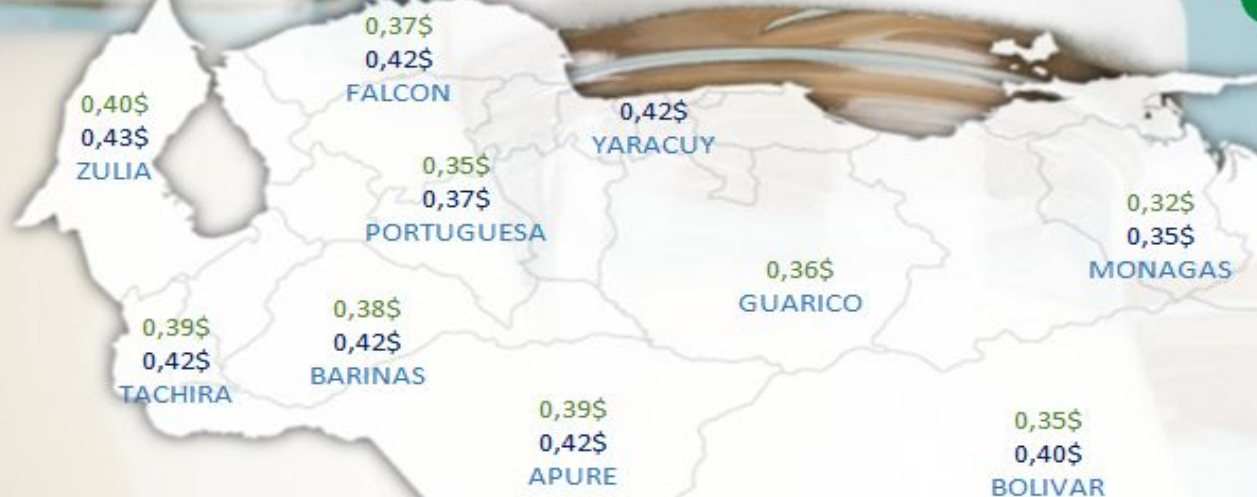 0,37$
0,42$
FALCON
0,40$
0,43$
ZULIA
0,42$
YARACUY
0,35$
0,37$
PORTUGUESA
0,32$
0,35$
MONAGAS
0,36$
GUARICO
0,38$
0,42$
BARINAS
0,39$
0,42$
TACHIRA
0,39$
0,42$
APURE
0,35$
0,40$
BOLIVAR